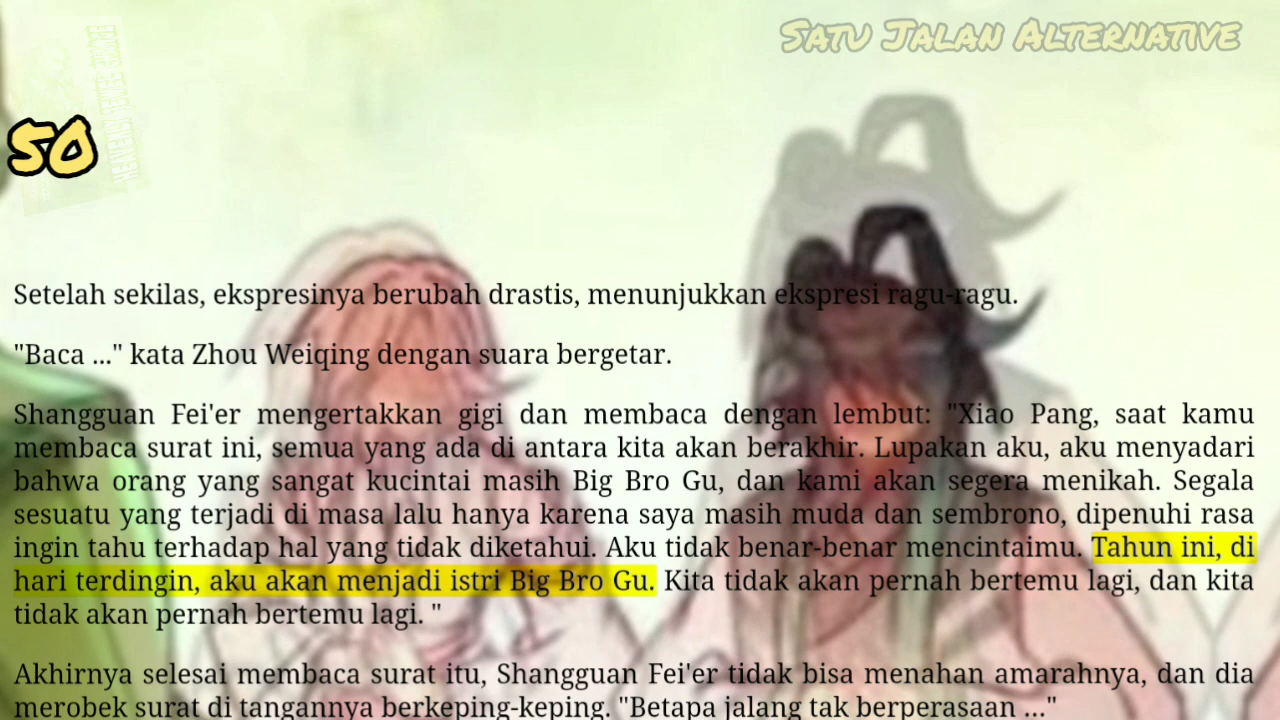 SATU JALAN ALTERNATIVE
50
Setelah sekilas, ekspresinya berubah drastis, menunjukkan ekspresi ragu-ragu.
"Baca ..." kata Zhou Weiqing dengan suara bergetar.
Shangguan Fei'er mengertakkan gigi dan membaca dengan lembut: "Xiao Pang, saat kamu
membaca surat ini, semua yang ada di antara kita akan berakhir. Lupakan aku, aku menyadari
bahwa orang yang sangat kucintai masih Big Bro Gu, dan kami akan segera menikah. Segala
sesuatu yang terjadi di masa lalu hanya karena saya masih muda dan sembrono, dipenuhi rasa
ingin tahu terhadap hal yang tidak diketahui. Aku tidak benar-benar mencintaimu. Tahun ini, di
hari terdingin, aku akan menjadi istri Big Bro Gu. Kita tidak akan pernah bertemu lagi, dan kita
tidak akan pernah bertemu lagi. "
Akhirnya selesai membaca surat itu, Shangguan Fei'er tidak bisa menahan amarahnya, dan dia
merobek surat di tangannya berkeping-keping. "Betapa jalang tak berperasaan ..."